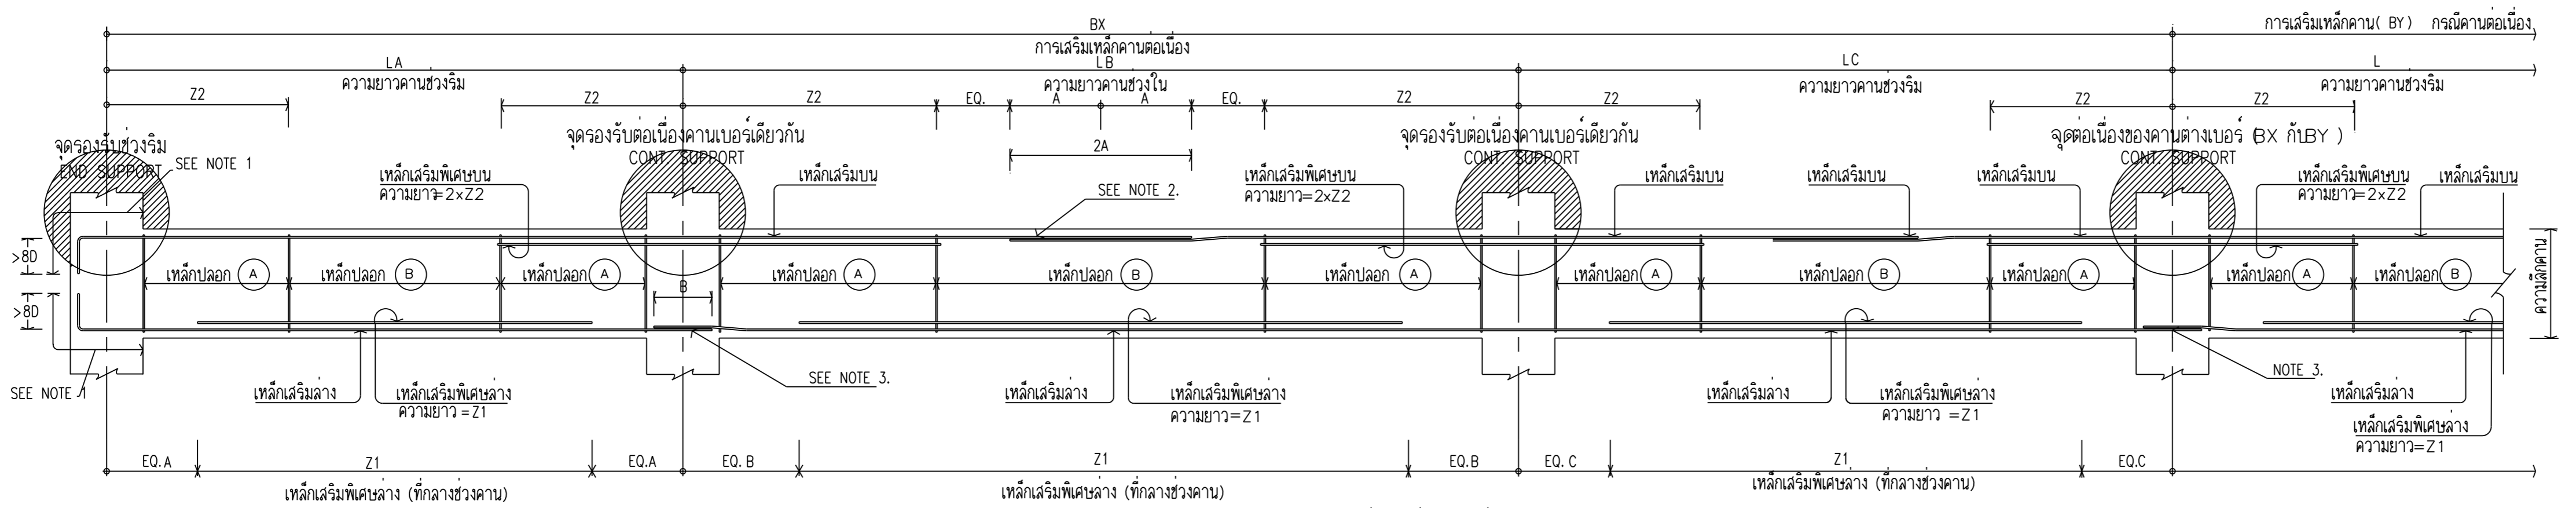 BX
การเสริมเหล็กคานต่อเนื่อง
การเสริมเหล็กคาน( BY) กรณีคานต่อเนื่อง
LA
ความยาวคานช่วงริม
LB
ความยาวคานช่วงใน
LC
ความยาวคานช่วงริม
L
ความยาวคานช่วงริม
Z2
Z2
Z2
EQ.
A
A
EQ.
Z2
Z2
Z2
Z2
2A
จุดรองรับช่วงริม
END SUPPORT
SEE NOTE 1
จุดรองรับต่อเนื่องคานเบอร์เดียวกัน
CONT. SUPPORT
จุดรองรับต่อเนื่องคานเบอร์เดียวกัน
CONT. SUPPORT
จุดต่อเนื่องของคานต่างเบอร์ (BX กับBY )
CONT. SUPPORT
เหล็กเสริมพิเศษบน
ความยาว=2xZ2
เหล็กเสริมบน
SEE NOTE 2.
เหล็กเสริมพิเศษบน
ความยาว=2xZ2
เหล็กเสริมบน
เหล็กเสริมบน
เหล็กเสริมบน
เหล็กเสริมพิเศษบน
ความยาว=2xZ2
เหล็กเสริมบน
>8D
>8D
เหล็กปลอก A
เหล็กปลอก B
เหล็กปลอก A
B
เหล็กปลอก A
เหล็กปลอก B
เหล็กปลอก A
เหล็กปลอก A
เหล็กปลอก B
เหล็กปลอก A
เหล็กปลอก A
เหล็กปลอก B
ความลึกคาน
SEE NOTE 1
เหล็กเสริมล่าง
เหล็กเสริมพิเศษล่าง
ความยาว =Z1
SEE NOTE 3.
เหล็กเสริมล่าง
เหล็กเสริมพิเศษล่าง
ความยาว=Z1
เหล็กเสริมล่าง
เหล็กเสริมพิเศษล่าง
ความยาว =Z1
NOTE 3.
เหล็กเสริมล่าง
เหล็กเสริมพิเศษล่าง
ความยาว=Z1
EQ.A
Z1
EQ.A
EQ. B
Z1
EQ.B
EQ. C
Z1
EQ.C
เหล็กเสริมพิเศษล่าง (ที่กลางช่วงคาน)
เหล็กเสริมพิเศษล่าง (ที่กลางช่วงคาน)
เหล็กเสริมพิเศษล่าง (ที่กลางช่วงคาน)